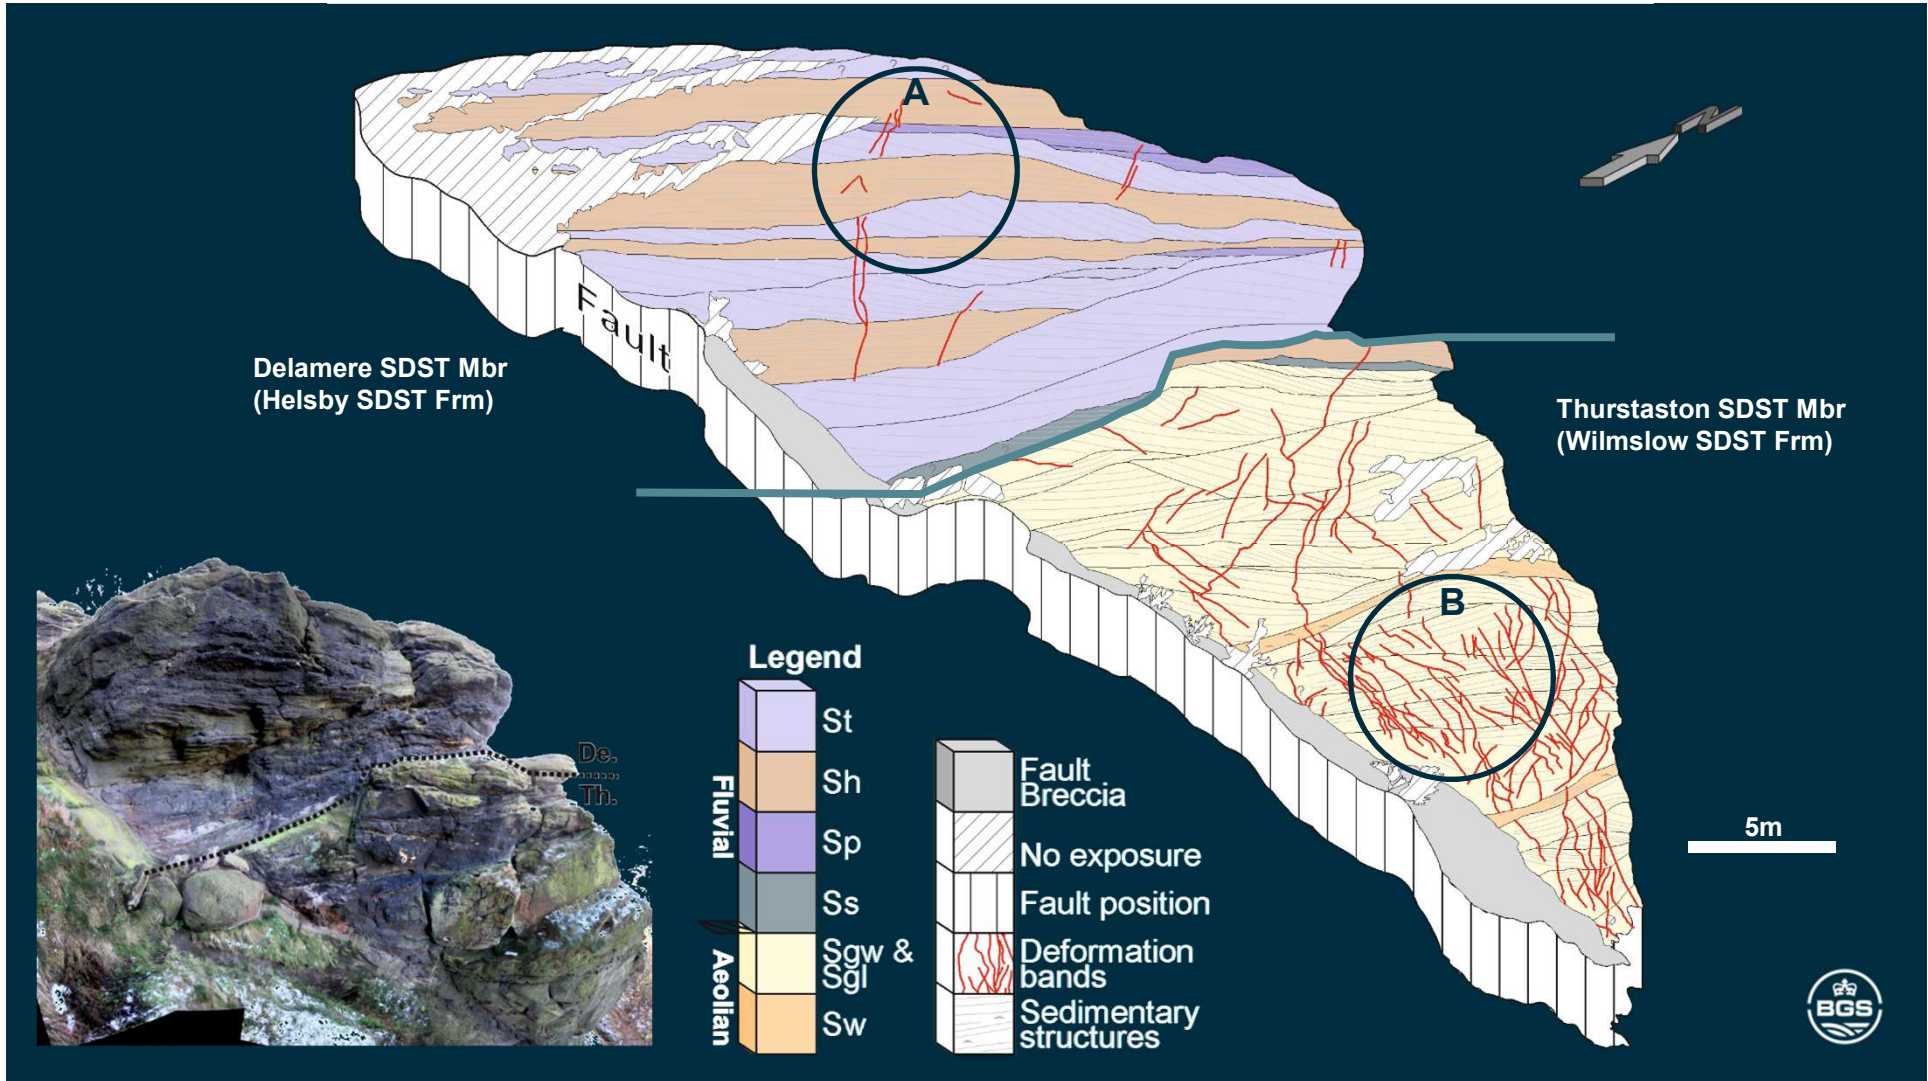 A
N
Fault
Delamere SDST Mbr
(Helsby SDST Frm)
Thurstaston SDST Mbr
(Wilmslow SDST Frm)
B
5m
De.
Th.
Legend
Fluvial
St
Sh
Sp
Ss
Aeolian
Sgw &
Sgl
Sw
Fault
Breccia
No exposure
Fault position
Deformation
bands
Sedimentary
structures
?
?
?
?
?
?
BGS